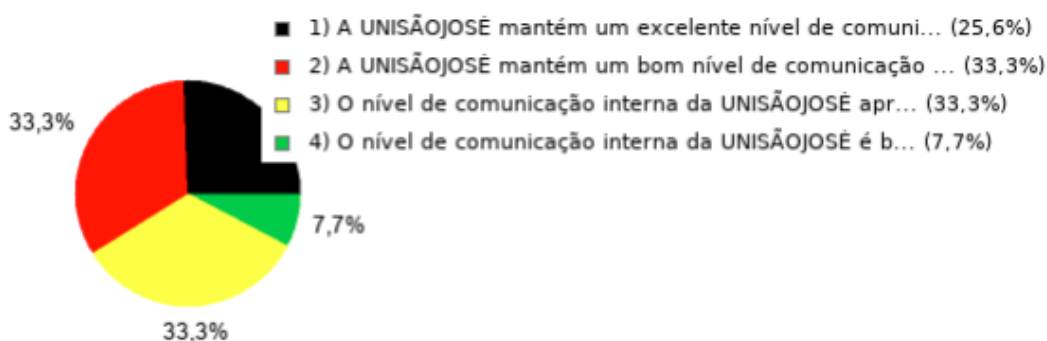 1) A UNISÃOJOSÉ mantém um excelente nível de comuni... (25,6%)
2) A UNISÃOJOSÉ mantém um bom nível de comunicação ... (33,3%)
3) O nível de comunicação interna da UNISÃOJOSÉ apr... (33,3%)
4) O nível de comunicação interna da UNISÃOJOSÉ é b... (7,7%)
33,3%
7,7%
33,3%